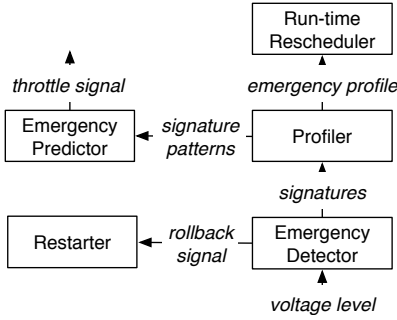 Run-time
Rescheduler
throttle signal
emergency profile
Emergency
Predictor
signature
patterns
Profiler
signatures
Restarter
rollback
signal
Emergency
Detector
voltage level